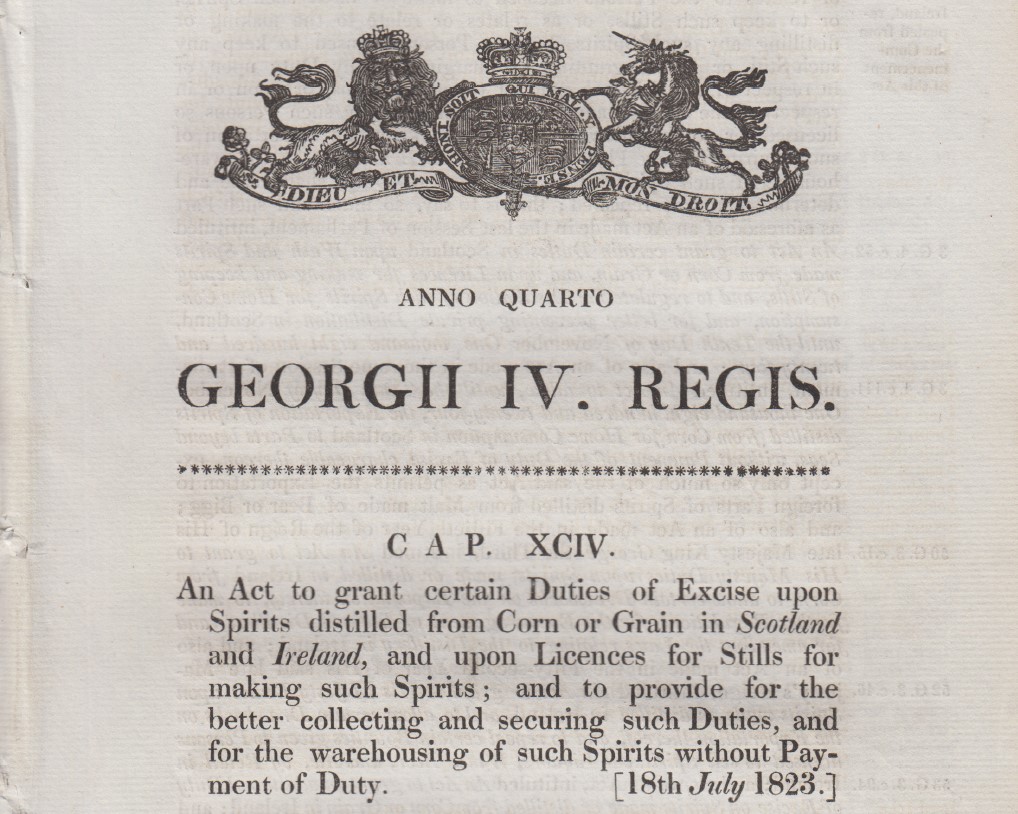 HONI SOIT QUI MAL Y PENSE
DIEU ET MON DROIT.
ANNO QUARTO
GEORGII IV. REGIS.
CAP. XCIV.
An Act to grant certain Duties of Excise upon
Spirits distilled from Corn or Grain in Scotland
and Ireland, and upon Licences for Stills for
making such Spirits; and to provide for the
better collecting and securing such Duties, and
for the warehousing of such Spirits without Pay-
ment of Duty. [18th July 1823.]